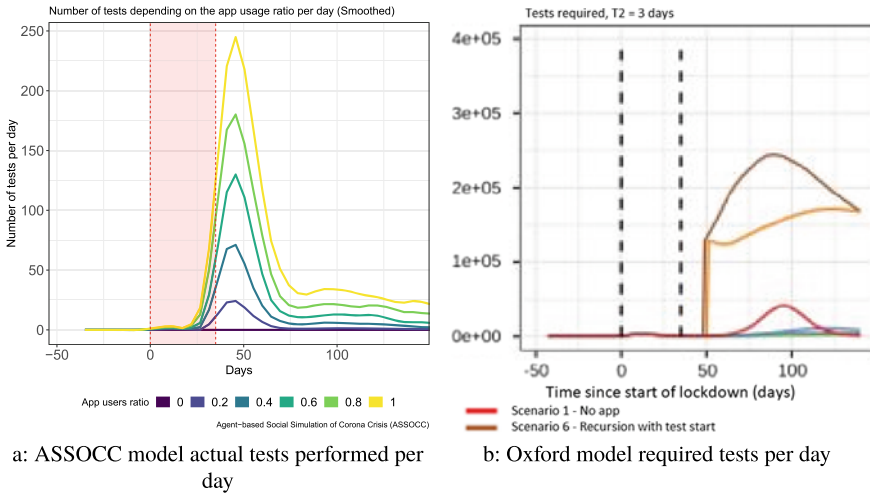 Number of tests depending on the app usage ratio per day (Smoothed)
250
200
150
100
50
0
Number of tests per day
−50
0
50
100
Days
App users ratio 0 0.2 0.4 0.6 0.8 1
Agent−based Social Simulation of Corona Crisis (ASSOCC)
a: ASSOCC model actual tests performed per
day
Tests required, T2 = 3 days
4e+05
3e+05
2e+05
1e+05
0e+00
-50
0
50
100
Time since start of lockdown (days)
Scenario 1 - No app
Scenario 6 - Recursion with test start
b: Oxford model required tests per day